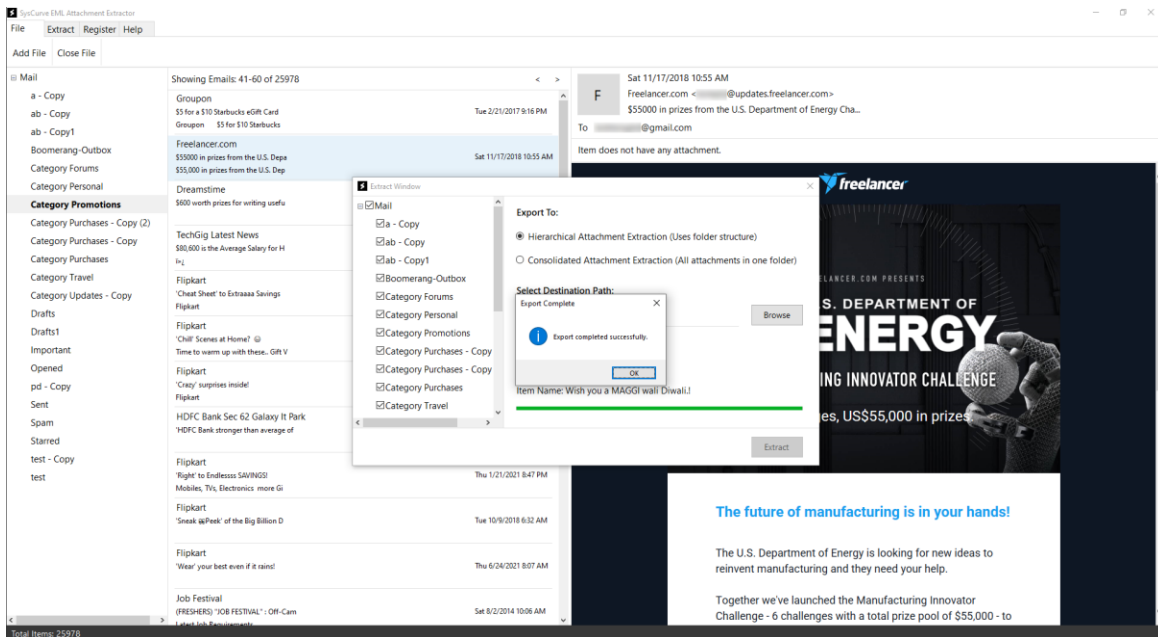 SysCurve EML Attachment Extractor
File Extract Register Help
Add File Close File
Mail
a - Copy
ab - Copy
ab - Copy1
Boomerang-Outbox
Category Forums
Category Personal
Category Promotions
Category Purchases - Copy (2)
Category Purchases - Copy
Category Purchases
Category Travel
Category Updates - Copy
Drafts
Drafts1
Important
Opened
pd - Copy
Sent
Spam
Starred
test - Copy
test
Showing Emails: 41-60 of 25978 < >
Groupon
$5 for a $10 Starbucks eGift Card Tue 2/21/2017 9:16 PM
Groupon $5 for $10 Starbucks
Freelancer.com
$55000 in prizes from the U.S. Depa Sat 11/17/2018 10:55 AM
$55,000 in prizes from the U.S. Dep
Dreamstime
$600 worth prizes for writing usefu
TechGig Latest News
$80,600 is the Average Salary for H
ï»¿
Flipkart
'Cheat Sheet' to Extraaaa Savings
Flipkart
Flipkart
'Chill' Scenes at Home?
Time to warm up with these.. Gift V
Flipkart
'Crazy' surprises inside!
Flipkart
HDFC Bank Sec 62 Galaxy It Park
'HDFC Bank stronger than average of
Flipkart
'Right' to Endlessss SAVINGS! Thu 1/21/2021 8:47 PM
Mobiles, TVs, Electronics more Gi
Flipkart
'Sneak Peek' of the Big Billion D Tue 10/9/2018 6:32 AM
Flipkart
'Wear' your best even if it rains! Thu 6/24/2021 8:07 AM
Job Festival
(FRESHERS) "JOB FESTIVAL" : Off-Cam Sat 8/2/2014 10:06 AM
Latest Job Requirements
F
Sat 11/17/2018 10:55 AM
Freelancer.com < @updates.freelancer.com>
$55000 in prizes from the U.S. Department of Energy Cha...
To @gmail.com
Item does not have any attachment.
freelancer
LANCER.COM PRESENTS
S. DEPARTMENT OF
ENERGY
ING INNOVATOR CHALLENGE
es, US$55,000 in prizes
The future of manufacturing is in your hands!
The U.S. Department of Energy is looking for new ideas to
reinvent manufacturing and they need your help.
Together we've launched the Manufacturing Innovator
Challenge - 6 challenges with a total prize pool of $55,000 - to
Extract Window
Mail
a - Copy
ab - Copy
ab - Copy1
Boomerang-Outbox
Category Forums
Category Personal
Category Promotions
Category Purchases - Copy
Category Purchases - Copy
Category Purchases
Category Travel
Export To:
Hierarchical Attachment Extraction (Uses folder structure)
Consolidated Attachment Extraction (All attachments in one folder)
Select Destination Path:
Browse
Export Complete
Export completed successfully.
OK
Item Name: Wish you a MAGGI wali Diwali.!
Extract
Total Items: 25978